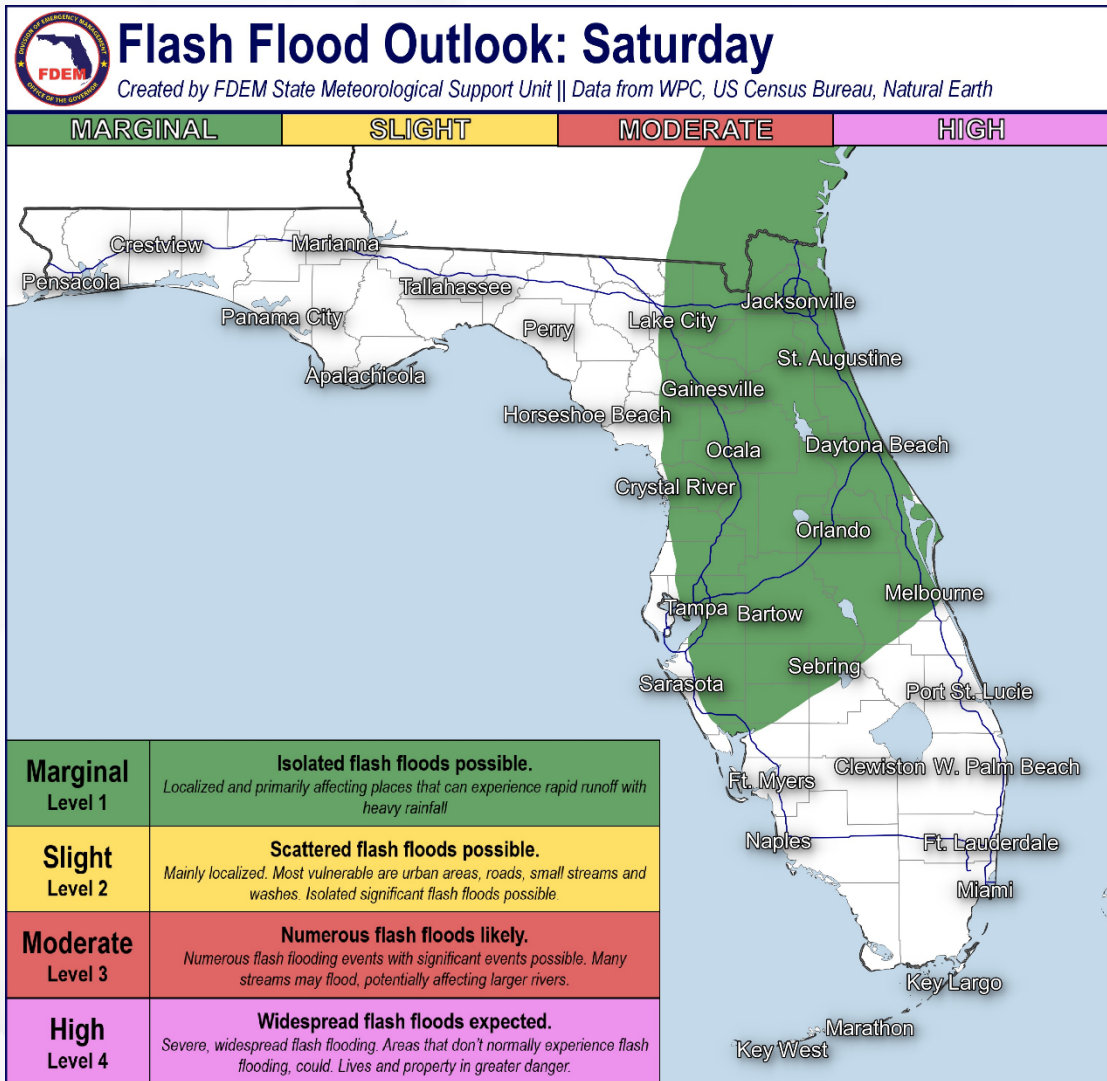 DIVISION OF EMERGENCY MANAGEMENT
FDEM
OFFICE OF THE GOVERNOR
Flash Flood Outlook: Saturday
Created by FDEM State Meteorological Support Unit || Data from WPC, US Census Bureau, Natural Earth
MARGINAL
SLIGHT
MODERATE
HIGH
Crestview
Marianna
Pensacola
Tallahassee
Jacksonville
Panama City
Perry
Lake City
Apalachicola
St. Augustine
Gainesville
Horseshoe Beach
Ocala
Daytona Beach
Crystal River
Orlando
Melbourne
Tampa
Bartow
Sebring
Sarasota
Port St. Lucie
Clewiston
W. Palm Beach
Ft. Myers
Naples
Ft. Lauderdale
Miami
Key Largo
Marathon
Key West
Marginal
Level 1
Isolated flash floods possible.
Localized and primarily affecting places that can experience rapid runoff with
heavy rainfall
Slight
Level 2
Scattered flash floods possible.
Mainly localized. Most vulnerable are urban areas, roads, small streams and
washes. Isolated significant flash floods possible.
Moderate
Level 3
Numerous flash floods likely.
Numerous flash flooding events with significant events possible. Many
streams may flood, potentially affecting larger rivers.
High
Level 4
Widespread flash floods expected.
Severe, widespread flash flooding. Areas that don't normally experience flash
flooding, could. Lives and property in greater danger.